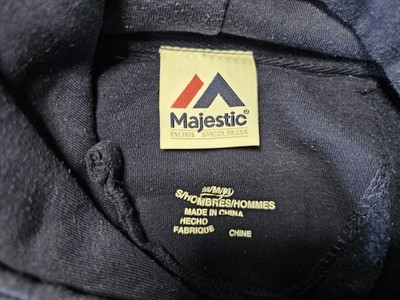 Majestic
EST. 1976 BANGOR, PA. USA
M/M/M
S/HOMBRES/HOMMES
MADE IN CHINA
HECHO
FABRIQUE CHINE